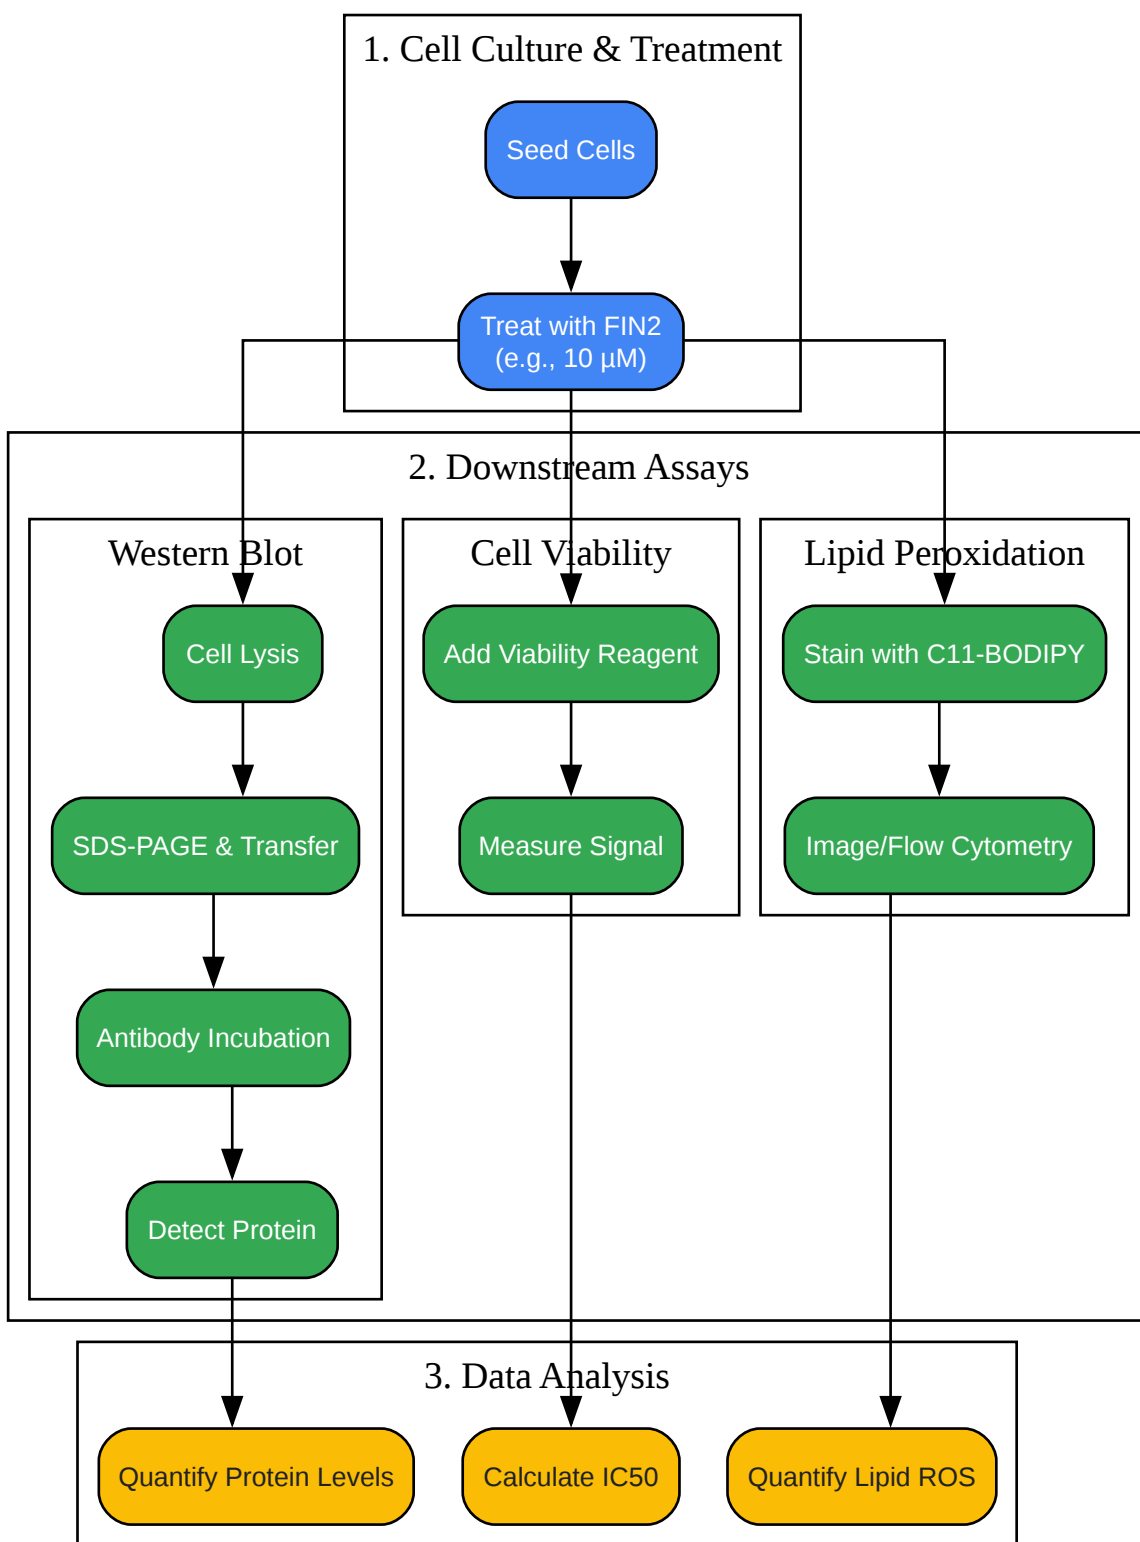 1. Cell Culture & Treatment
Seed Cells
Treat with FIN2
(e.g., 10 µM)
2. Downstream Assays
Western Blot
Cell Viability
Lipid Peroxidation
Cell Lysis
Add Viability Reagent
Stain with C11-BODIPY
SDS-PAGE & Transfer
Measure Signal
Image/Flow Cytometry
Antibody Incubation
Detect Protein
3. Data Analysis
Quantify Protein Levels
Calculate IC50
Quantify Lipid ROS